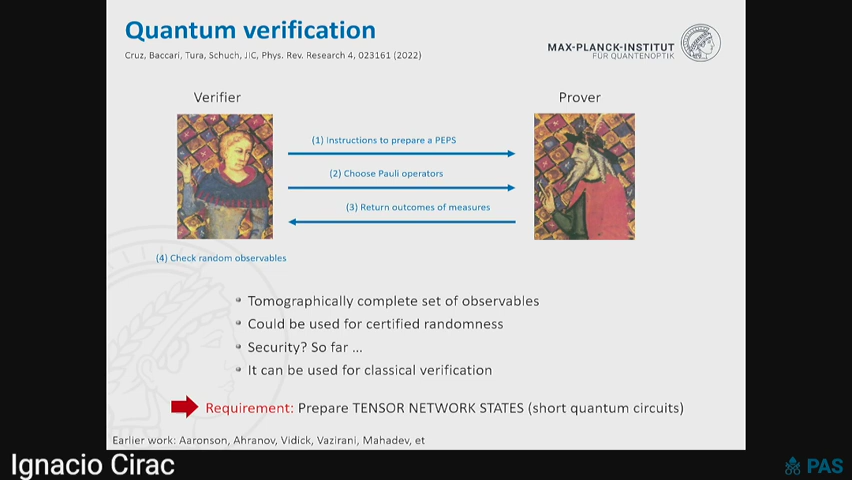 Quantum verification
Cruz, Baccari, Tura, Schuch, JIC, Phys. Rev. Research 4, 023161 (2022)
MAX-PLANCK-INSTITUT
FÜR QUANTENOPTIK
Verifier
Prover
(1) Instructions to prepare a PEPS
(2) Choose Pauli operators
(3) Return outcomes of measures
(4) Check random observables
Tomographically complete set of observables
Could be used for certified randomness
Security? So far ...
It can be used for classical verification
Requirement: Prepare TENSOR NETWORK STATES (short quantum circuits)
Earlier work: Aaronson, Ahranov, Vidick, Vazirani, Mahadev, et
Ignacio Cirac
PAS